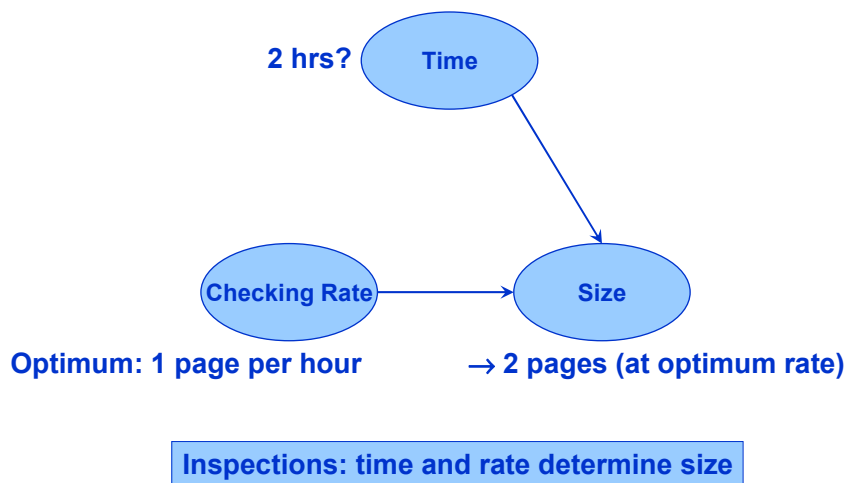 2 hrs?
Time
Checking Rate
Size
Optimum: 1 page per hour
→ 2 pages (at optimum rate)
Inspections: time and rate determine size